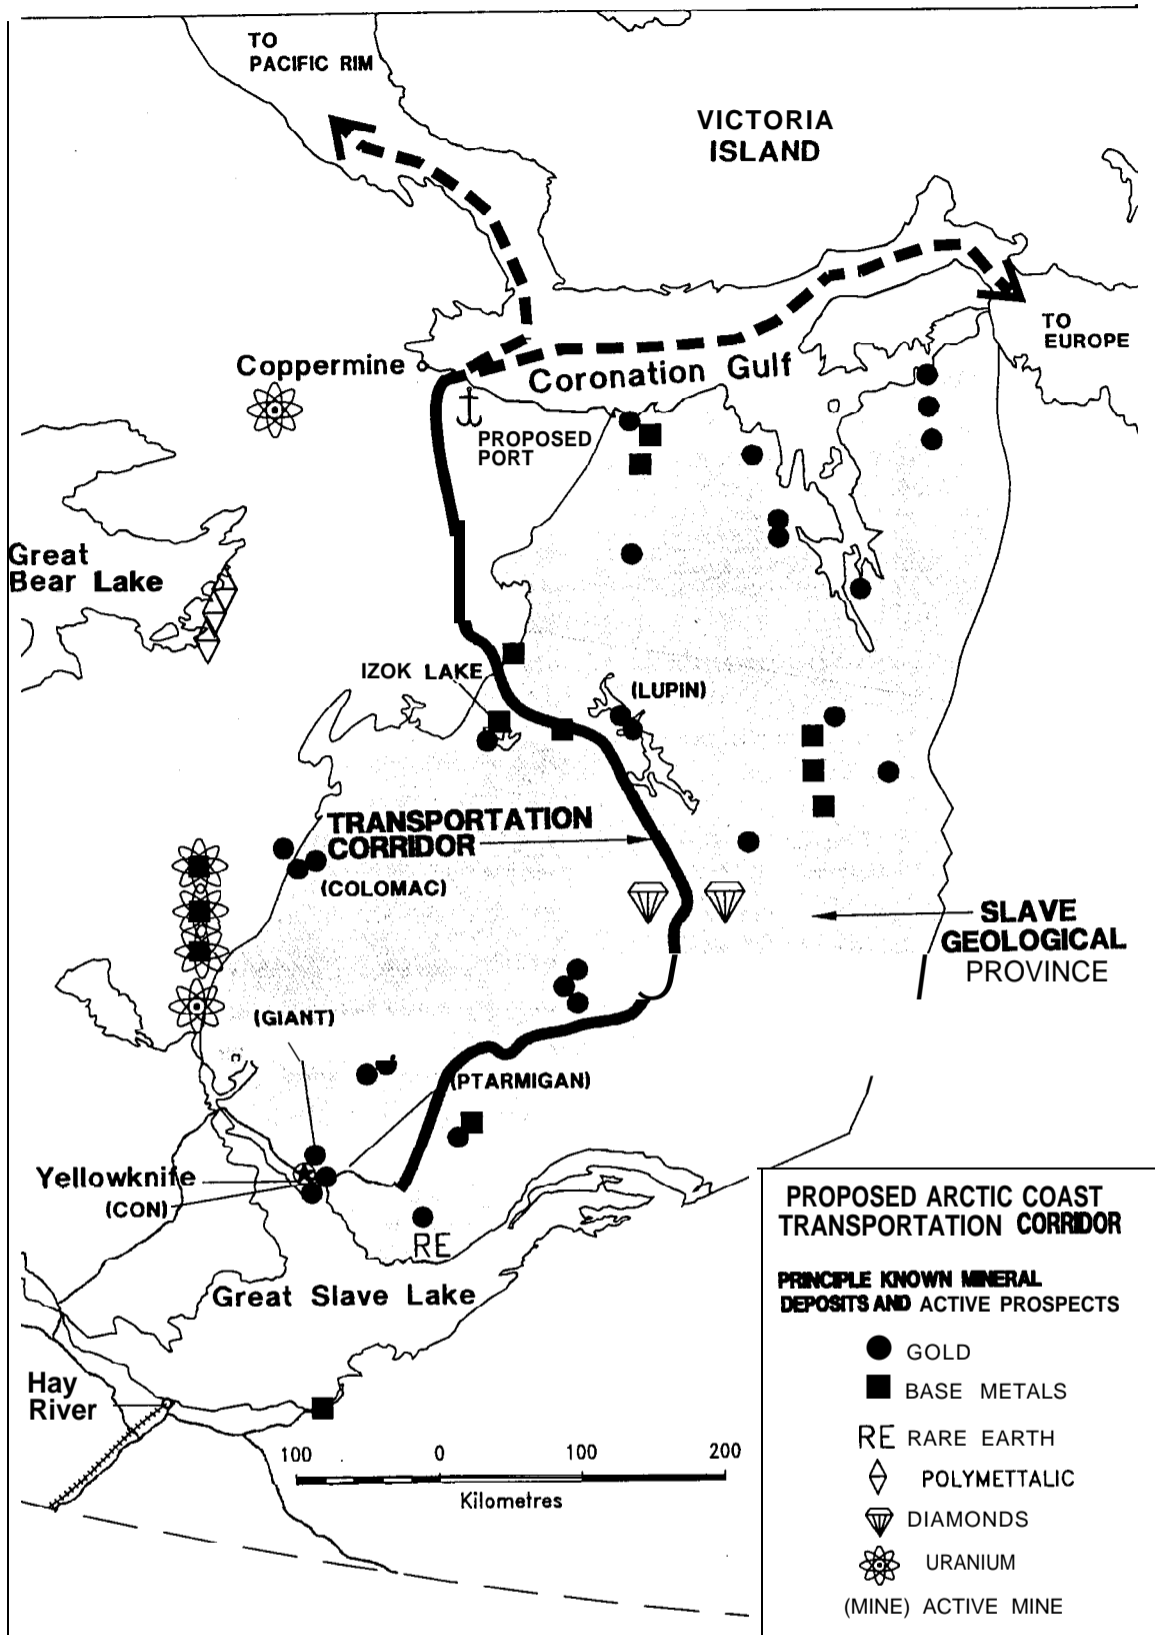 TO
PACIFIC RIM
VICTORIA
ISLAND
TO
EUROPE
Coppermine
Coronation Gulf
PROPOSED
PORT
Great
Bear Lake
IZOK LAKE
(LUPIN)
TRANSPORTATION
CORRIDOR
(COLOMAC)
SLAVE
GEOLOGICAL
PROVINCE
(GIANT)
(PTARMIGAN)
Yellowknife
(CON)
RE
Great Slave Lake
Hay
River
100 0 100 200
Kilometres
PROPOSED ARCTIC COAST
TRANSPORTATION CORRIDOR
PRINCIPLE KNOWN MINERAL
DEPOSITS AND ACTIVE PROSPECTS
GOLD
BASE METALS
RE RARE EARTH
POLYMETTALIC
DIAMONDS
URANIUM
(MINE) ACTIVE MINE